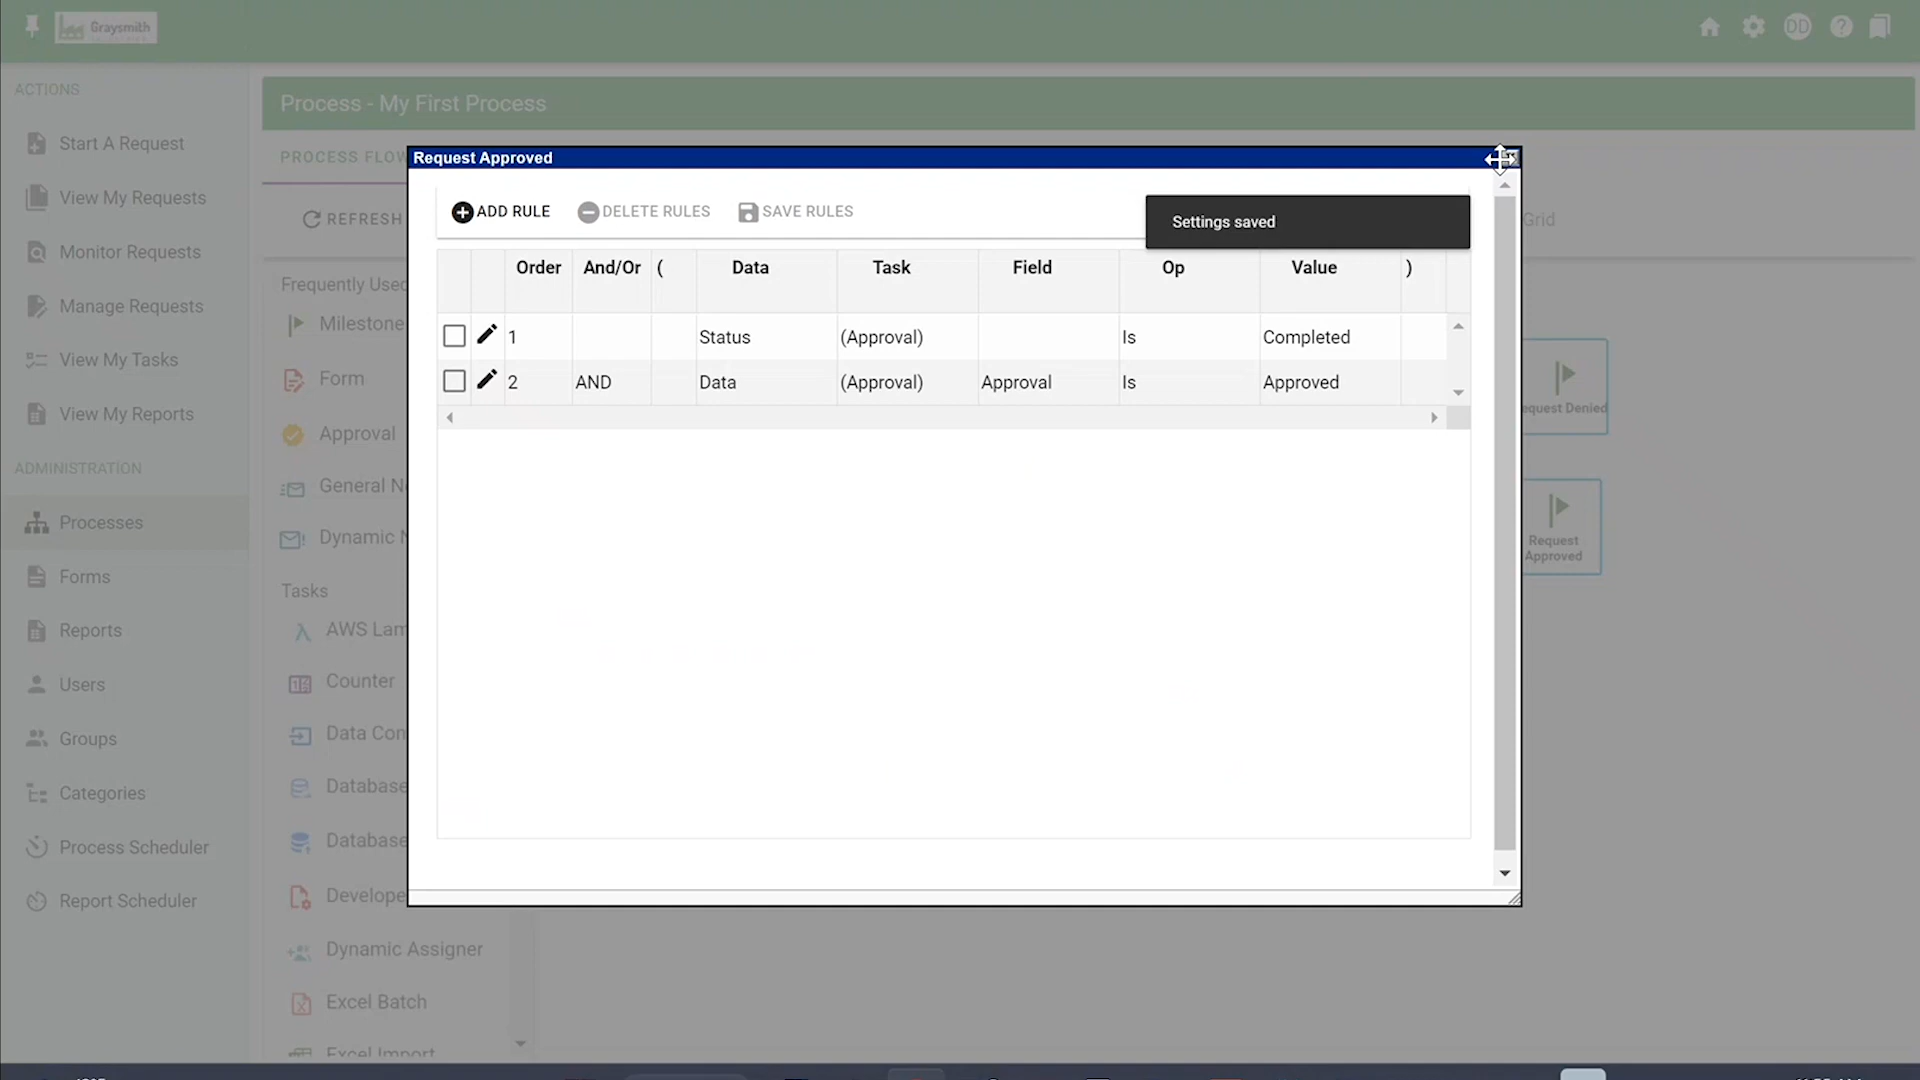 Graysmith
DD
ACTIONS
Start A Request
View My Requests
Monitor Requests
Manage Requests
View My Tasks
View My Reports
ADMINISTRATION
Processes
Forms
Reports
Users
Groups
Categories
Process Scheduler
Report Scheduler
Process - My First Process
PROCESS FLOW
REFRESH
Grid
Frequently Used
Milestone
Form
Approval
General
Dynamic
Tasks
AWS
Counter
Data
Database
Database
Dynamic Assigner
Excel Batch
Excel Import
Request Approved
ADD RULE DELETE RULES SAVE RULES
Settings saved
Order And/Or ( Data Task Field Op Value )
1 Status (Approval) Is Completed
2 AND Data (Approval) Approval Is Approved
Denied
Request
Approved